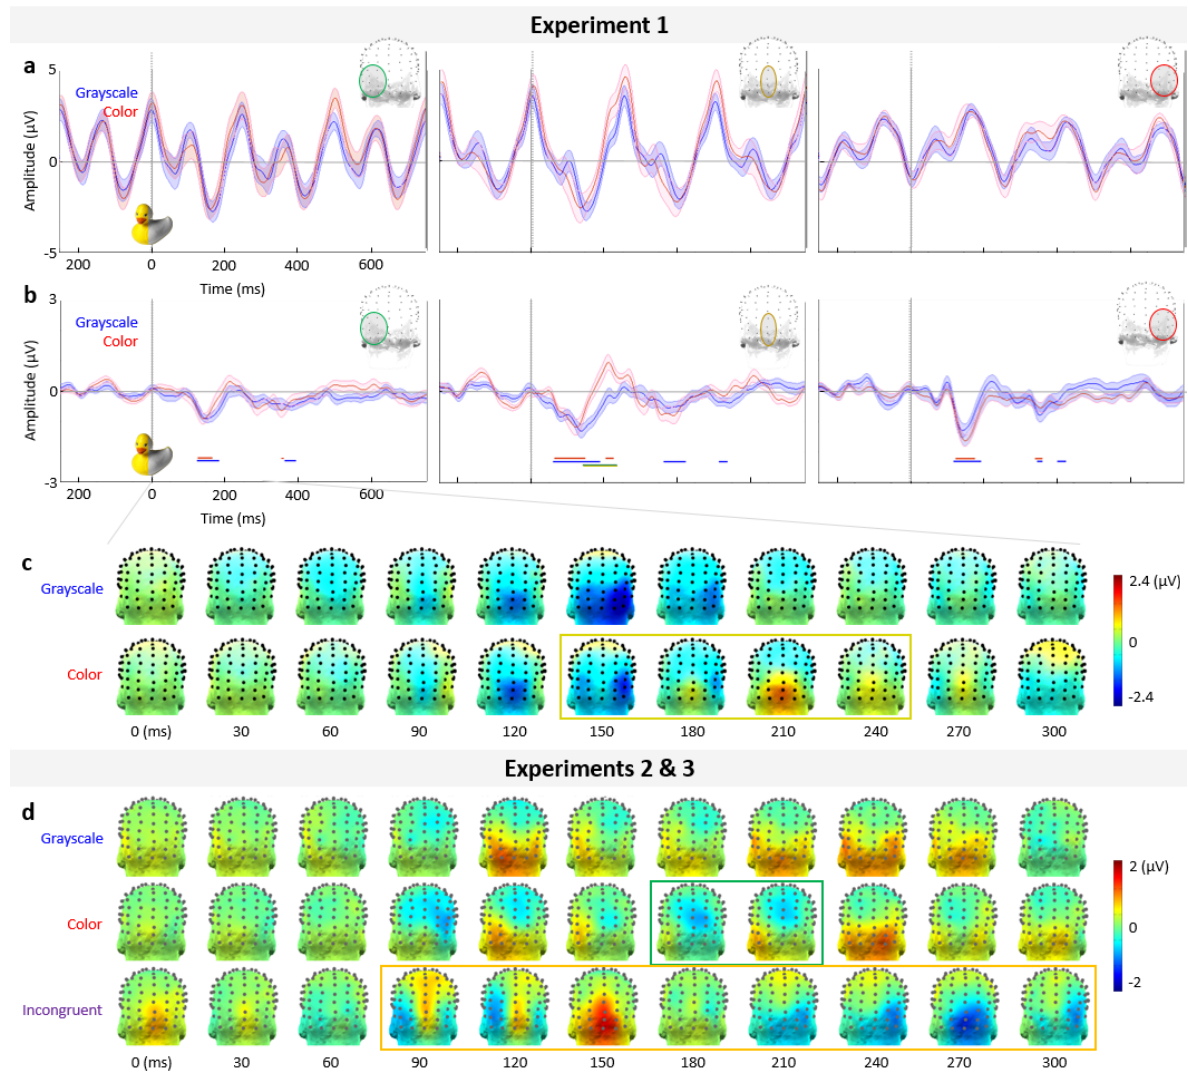 Experiment 1
a
5
0
-5
Amplitude (µV)
Grayscale
Color
200 0 200 400 600
Time (ms)
b
3
0
-3
Amplitude (µV)
Grayscale
Color
200 0 200 400 600
Time (ms)
c
Grayscale
Color
2.4 (µV)
0
-2.4
0 (ms) 30 60 90 120 150 180 210 240 270 300
Experiments 2 & 3
d
Grayscale
Color
Incongruent
2 (µV)
0
-2
0 (ms) 30 60 90 120 150 180 210 240 270 300